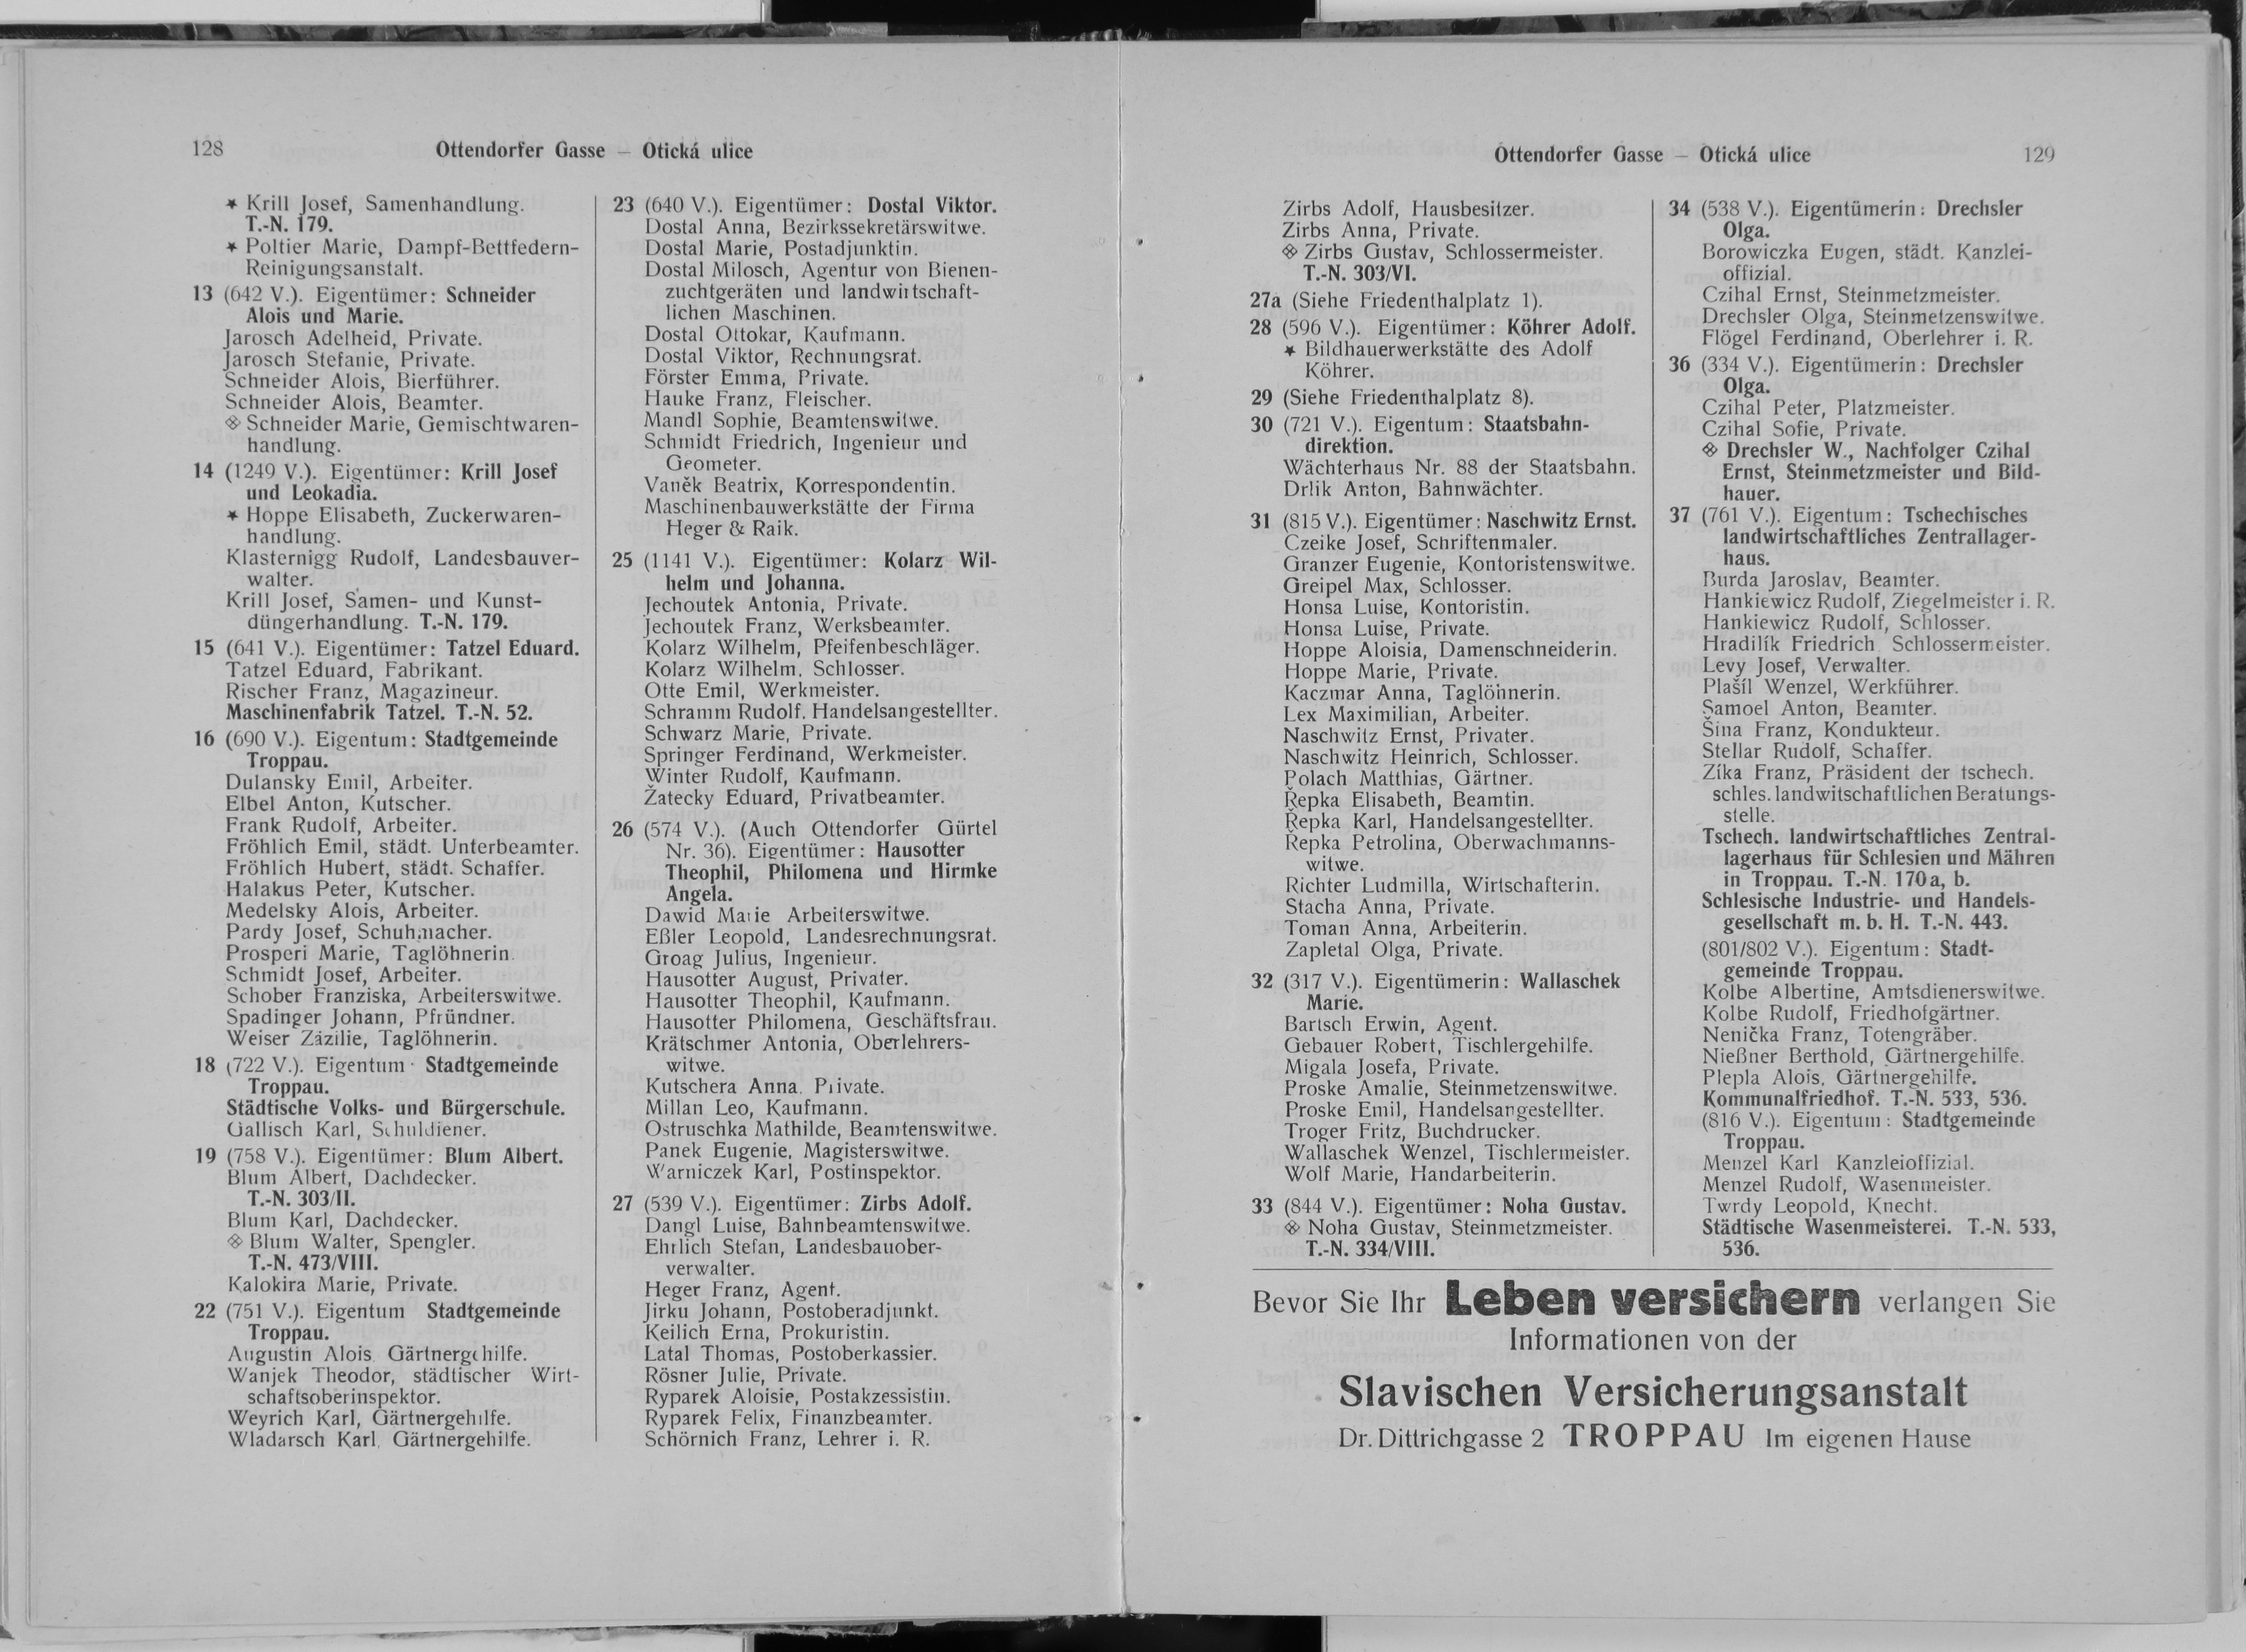 128
Ottendorfer Gasse – Otická ulice
★ Krill Josef, Samenhandlung.
T.-N. 179.
★ Poltier Marie, Dampf-Bettfedern-
Reinigungsanstalt.
13 (642 V.). Eigentümer: Schneider
Alois und Marie.
Jarosch Adelheid, Private.
Jarosch Stefanie, Private.
Schneider Alois, Bierführer.
Schneider Alois, Beamter.
※ Schneider Marie, Gemischtwaren-
handlung.
14 (1249 V.). Eigentümer: Krill Josef
und Leokadia.
★ Hoppe Elisabeth, Zuckerwaren-
handlung.
Klasternigg Rudolf, Landesbauver-
walter.
Krill Josef, Samen- und Kunst-
düngerhandlung. T.-N. 179.
15 (641 V.). Eigentümer: Tatzel Eduard.
Tatzel Eduard, Fabrikant.
Rischer Franz, Magazineur.
Maschinenfabrik Tatzel. T.-N. 52.
16 (690 V.). Eigentum: Stadtgemeinde
Troppau.
Dulansky Emil, Arbeiter.
Elbel Anton, Kutscher.
Frank Rudolf, Arbeiter.
Fröhlich Emil, städt. Unterbeamter.
Fröhlich Hubert, städt. Schaffer.
Halakus Peter, Kutscher.
Medelsky Alois, Arbeiter.
Pardy Josef, Schuhmacher.
Prosperi Marie, Taglöhnerin.
Schmidt Josef, Arbeiter.
Schober Franziska, Arbeiterswitwe.
Spadinger Johann, Pfründner.
Weiser Zäzilie, Taglöhnerin.
18 (722 V.). Eigentum: Stadtgemeinde
Troppau.
Städtische Volks- und Bürgerschule.
Gallisch Karl, Schuldiener.
19 (758 V.). Eigentümer: Blum Albert.
Blum Albert, Dachdecker.
T.-N. 303/II.
Blum Karl, Dachdecker.
※ Blum Walter, Spengler.
T.-N. 473/VIII.
Kalokira Marie, Private.
22 (751 V.). Eigentum Stadtgemeinde
Troppau.
Augustin Alois Gärtnergehilfe.
Wanjek Theodor, städtischer Wirt-
schaftsoberinspektor.
Weyrich Karl, Gärtnergehilfe.
Wladarsch Karl, Gärtnergehilfe.
23 (640 V.). Eigentümer: Dostal Viktor.
Dostal Anna, Bezirkssekretärswitwe.
Dostal Marie, Postadjunktin.
Dostal Milosch, Agentur von Bienen-
zuchtgeräten und landwirtschaft-
lichen Maschinen.
Dostal Ottokar, Kaufmann.
Dostal Viktor, Rechnungsrat.
Förster Emma, Private.
Hauke Franz, Fleischer.
Mandl Sophie, Beamtenswitwe.
Schmidt Friedrich, Ingenieur und
Geometer.
Vaněk Beatrix, Korrespondentin.
Maschinenbauwerkstätte der Firma
Heger & Raik.
25 (1141 V.). Eigentümer: Kolarz Wil-
helm und Johanna.
Jechoutek Antonia, Private.
Jechoutek Franz, Werksbeamter.
Kolarz Wilhelm, Pfeifenbeschläger.
Kolarz Wilhelm, Schlosser.
Otte Emil, Werkmeister.
Schramm Rudolf, Handelsangestellter.
Schwarz Marie, Private.
Springer Ferdinand, Werkmeister.
Winter Rudolf, Kaufmann.
Žatecky Eduard, Privatbeamter.
26 (574 V.). (Auch Ottendorfer Gürtel
Nr. 36). Eigentümer: Hausotter
Theophil, Philomena und Hirmke
Angela.
Dawid Marie Arbeiterswitwe.
Eßler Leopold, Landesrechnungsrat.
Groag Julius, Ingenieur.
Hausotter August, Privater.
Hausotter Theophil, Kaufmann.
Hausotter Philomena, Geschäftsfrau.
Krätschmer Antonia, Oberlehrers-
witwe.
Kutschera Anna. Private.
Millan Leo, Kaufmann.
Ostruschka Mathilde, Beamtenswitwe.
Panek Eugenie, Magisterswitwe.
Warniczek Karl, Postinspektor.
27 (539 V.). Eigentümer: Zirbs Adolf.
Dangl Luise, Bahnbeamtenswitwe.
Ehrlich Stefan, Landesbauober-
verwalter.
Heger Franz, Agent.
Jirku Johann, Postoberadjunkt.
Keilich Erna, Prokuristin.
Latal Thomas, Postoberkassier.
Rösner Julie, Private.
Ryparek Aloisie, Postakzessistin.
Ryparek Felix, Finanzbeamter.
Schörnich Franz, Lehrer i. R.
Ottendorfer Gasse – Otická ulice
129
Zirbs Adolf, Hausbesitzer.
Zirbs Anna, Private.
※ Zirbs Gustav, Schlossermeister.
T.-N. 303/VI.
27a (Siehe Friedenthalplatz 1).
28 (596 V.). Eigentümer: Köhrer Adolf.
★ Bildhauerwerkstätte des Adolf
Köhrer.
29 (Siehe Friedenthalplatz 8).
30 (721 V.). Eigentum: Staatsbahn-
direktion.
Wächterhaus Nr. 88 der Staatsbahn.
Drlik Anton, Bahnwächter.
31 (815 V.). Eigentümer: Naschwitz Ernst.
Czeike Josef, Schriftenmaler.
Granzer Eugenie, Kontoristenswitwe.
Greipel Max, Schlosser.
Honsa Luise, Kontoristin.
Honsa Luise, Private.
Hoppe Aloisia, Damenschneiderin.
Hoppe Marie, Private.
Kaczmar Anna, Taglöhnerin.
Lex Maximilian, Arbeiter.
Naschwitz Ernst, Privater.
Naschwitz Heinrich, Schlosser.
Polach Matthias, Gärtner.
Řepka Elisabeth, Beamtin.
Řepka Karl, Handelsangestellter.
Řepka Petrolina, Oberwachmanns-
witwe.
Richter Ludmilla, Wirtschafterin.
Stacha Anna, Private.
Toman Anna, Arbeiterin.
Zapletal Olga, Private.
32 (317 V.). Eigentümerin: Wallaschek
Marie.
Bartsch Erwin, Agent.
Gebauer Robert, Tischlergehilfe.
Migala Josefa, Private.
Proske Amalie, Steinmetzenswitwe.
Proske Emil, Handelsangestellter.
Troger Fritz, Buchdrucker.
Wallaschek Wenzel, Tischlermeister.
Wolf Marie, Handarbeiterin.
33 (844 V.). Eigentümer: Noha Gustav.
※ Noha Gustav, Steinmetzmeister.
T.-N. 334/VIII.
34 (538 V.). Eigentümerin: Drechsler
Olga.
Borowiczka Eugen, städt. Kanzlei-
offizial.
Czihal Ernst, Steinmetzmeister.
Drechsler Olga, Steinmetzenswitwe.
Flögel Ferdinand, Oberlehrer i. R.
36 (334 V.). Eigentümerin: Drechsler
Olga.
Czihal Peter, Platzmeister.
Czihal Sofie, Private.
※ Drechsler W., Nachfolger Czihal
Ernst, Steinmetzmeister und Bild-
hauer.
37 (761 V.). Eigentum: Tschechisches
landwirtschaftliches Zentrallager-
haus.
Burda Jaroslav, Beamter.
Hankiewicz Rudolf, Ziegelmeister i. R.
Hankiewicz Rudolf, Schlosser.
Hradilík Friedrich Schlossermeister.
Levy Josef, Verwalter.
Plašil Wenzel, Werkführer.
Šamoel Anton, Beamter.
Šina Franz, Kondukteur.
Stellar Rudolf, Schaffer.
Zíka Franz, Präsident der tschech.
schles. landwitschaftlichen Beratungs-
stelle.
Tschech. landwirtschaftliches Zentral-
lagerhaus für Schlesien und Mähren
in Troppau. T.-N. 170a, b.
Schlesische Industrie- und Handels-
gesellschaft m. b. H. T.-N. 443.
(801/802 V.). Eigentum: Stadt-
gemeinde Troppau.
Kolbe Albertine, Amtsdienerswitwe.
Kolbe Rudolf, Friedhofgärtner.
Nenička Franz, Totengräber.
Nießner Berthold, Gärtnergehilfe.
Plepla Alois, Gärtnergehilfe.
Kommunalfriedhof. T.-N. 533, 536.
(816 V.). Eigentum: Stadtgemeinde
Troppau.
Menzel Karl Kanzleioffizial.
Menzel Rudolf, Wasenmeister.
Twrdy Leopold, Knecht.
Städtische Wasenmeisterei. T.-N. 533,
536.
Bevor Sie Ihr Leben versichern verlangen Sie
Informationen von der
Slavischen Versicherungsanstalt
Dr. Dittrichgasse 2 TROPPAU Im eigenen Hause